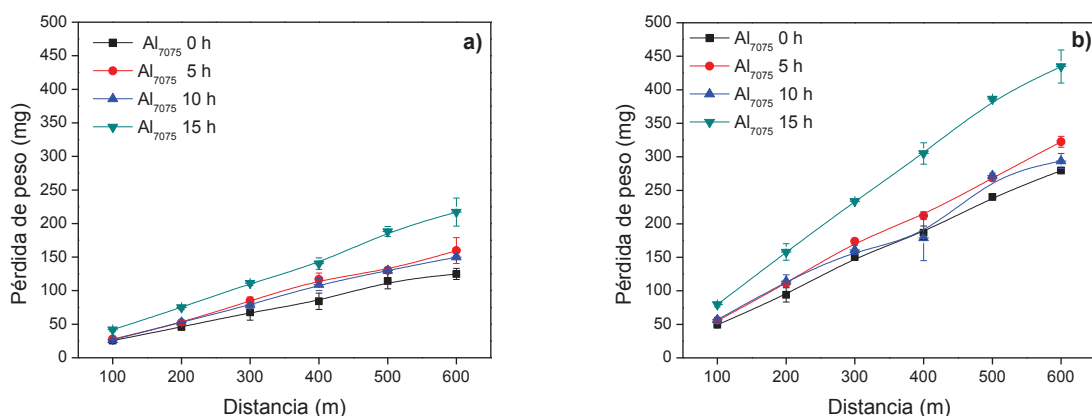 500
450
400
350
300
250
200
150
100
50
0
Pérdida de peso (mg)
Al7075 0 h
Al7075 5 h
Al7075 10 h
Al7075 15 h
a)
100 200 300 400 500 600
Distancia (m)
500
450
400
350
300
250
200
150
100
50
0
Pérdida de peso (mg)
Al7075 0 h
Al7075 5 h
Al7075 10 h
Al7075 15 h
b)
100 200 300 400 500 600
Distancia (m)